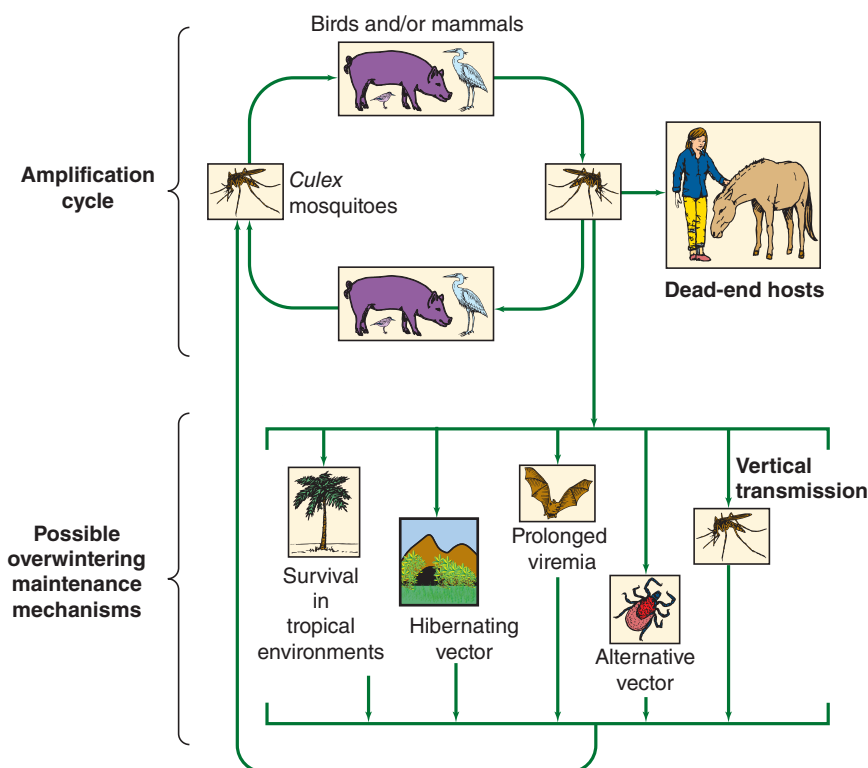 Birds and/or mammals
Amplification
cycle
Culex
mosquitoes
Dead-end hosts
Possible
overwintering
maintenance
mechanisms
Survival
in
tropical
environments
Hibernating
vector
Prolonged
viremia
Alternative
vector
Vertical
transmission